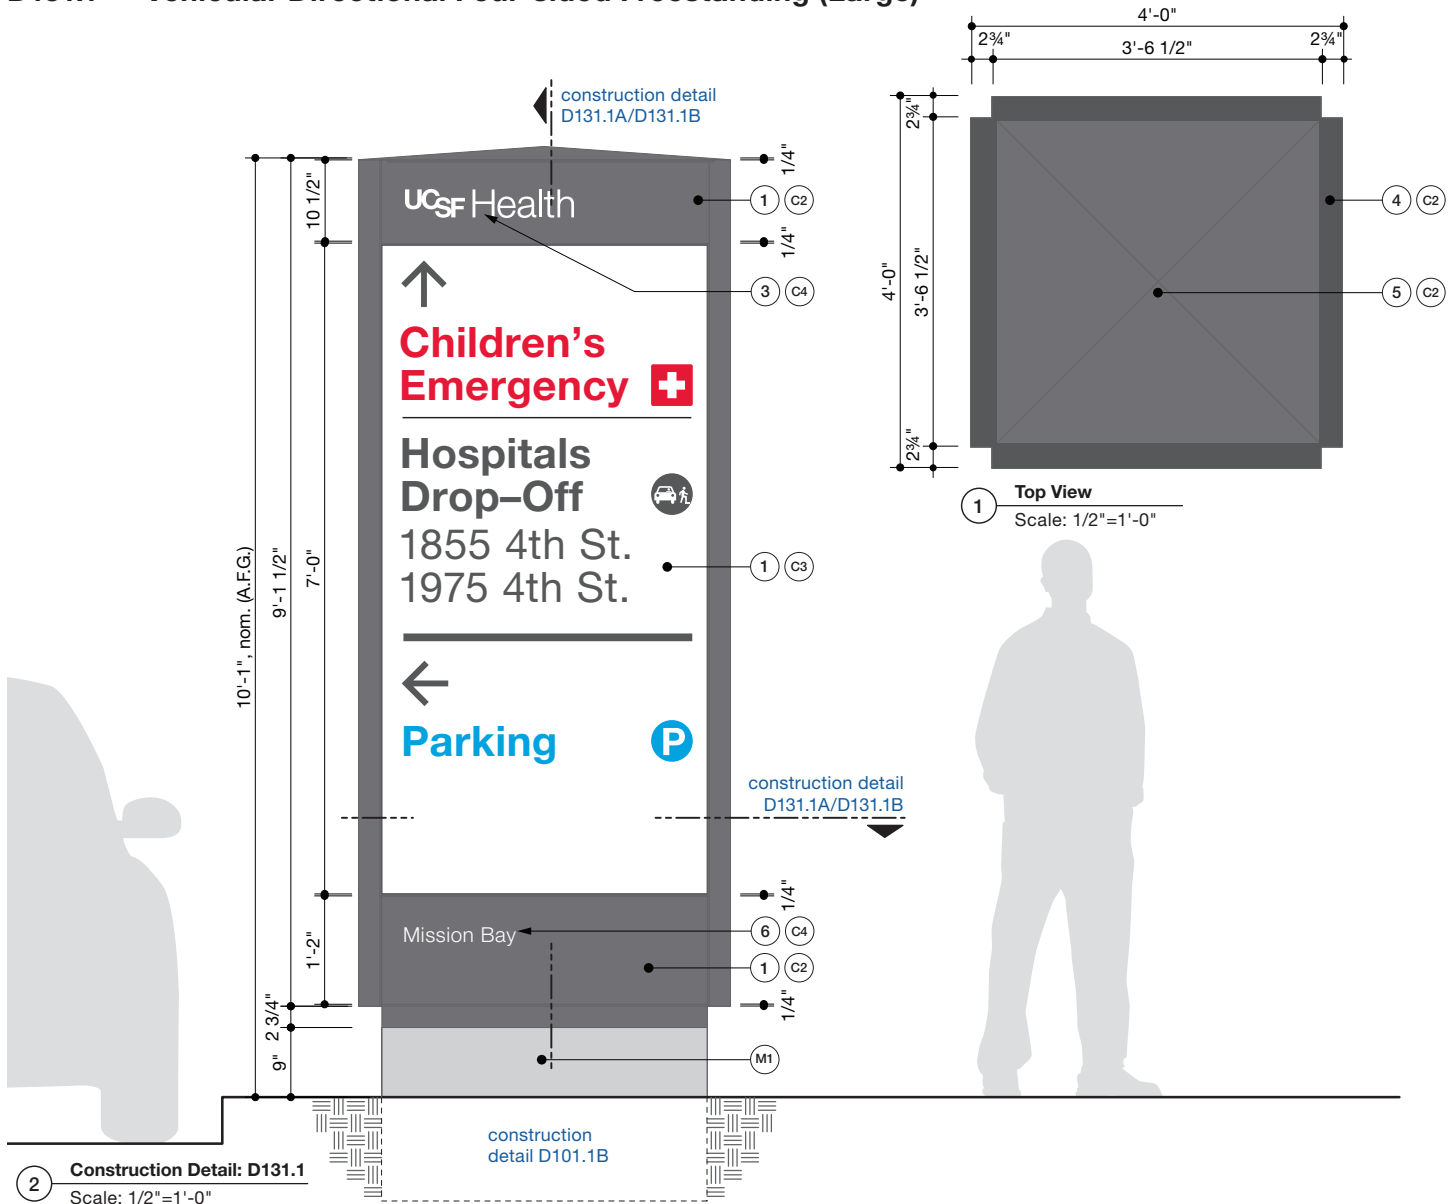 4'-0"
2¾"
3'-6 1/2"
2¾"
construction detail
D131.1A/D131.1B
2¾"
3'-6 1/2"
4'-0"
2¾"
1/4"
10 1/2"
UCSF Health
1 C2
4 C2
1/4"
3 C4
5 C2
Children's
Emergency
Hospitals
Drop–Off
1855 4th St.
1975 4th St.
1 C3
1 Top View
Scale: 1/2"=1'-0"
10'-1", nom. (A.F.G.)
9'-1 1/2"
7'-0"
Parking
P
construction detail
D131.1A/D131.1B
1/4"
1'-2"
Mission Bay
6 C4
1 C2
1/4"
2 3/4"
9"
M1
construction
detail D101.1B
2 Construction Detail: D131.1
Scale: 1/2"=1'-0"